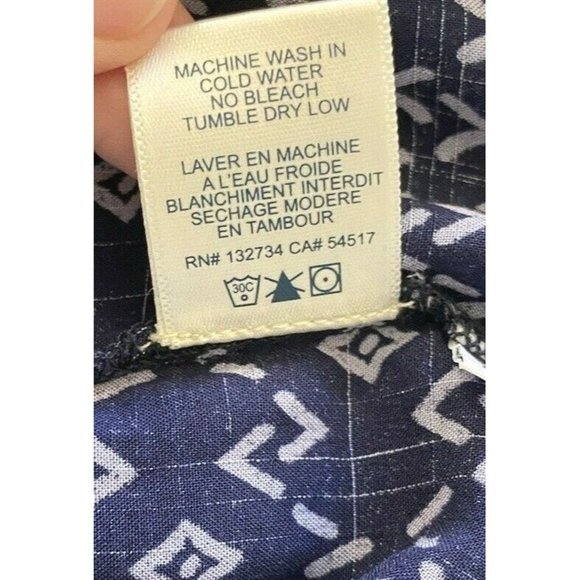 MACHINE WASH IN
COLD WATER
NO BLEACH
TUMBLE DRY LOW
LAVER EN MACHINE
A L'EAU FROIDE
BLANCHIMENT INTERDIT
SECHAGE MODERE
EN TAMBOUR
RN# 132734 CA# 54517
30C